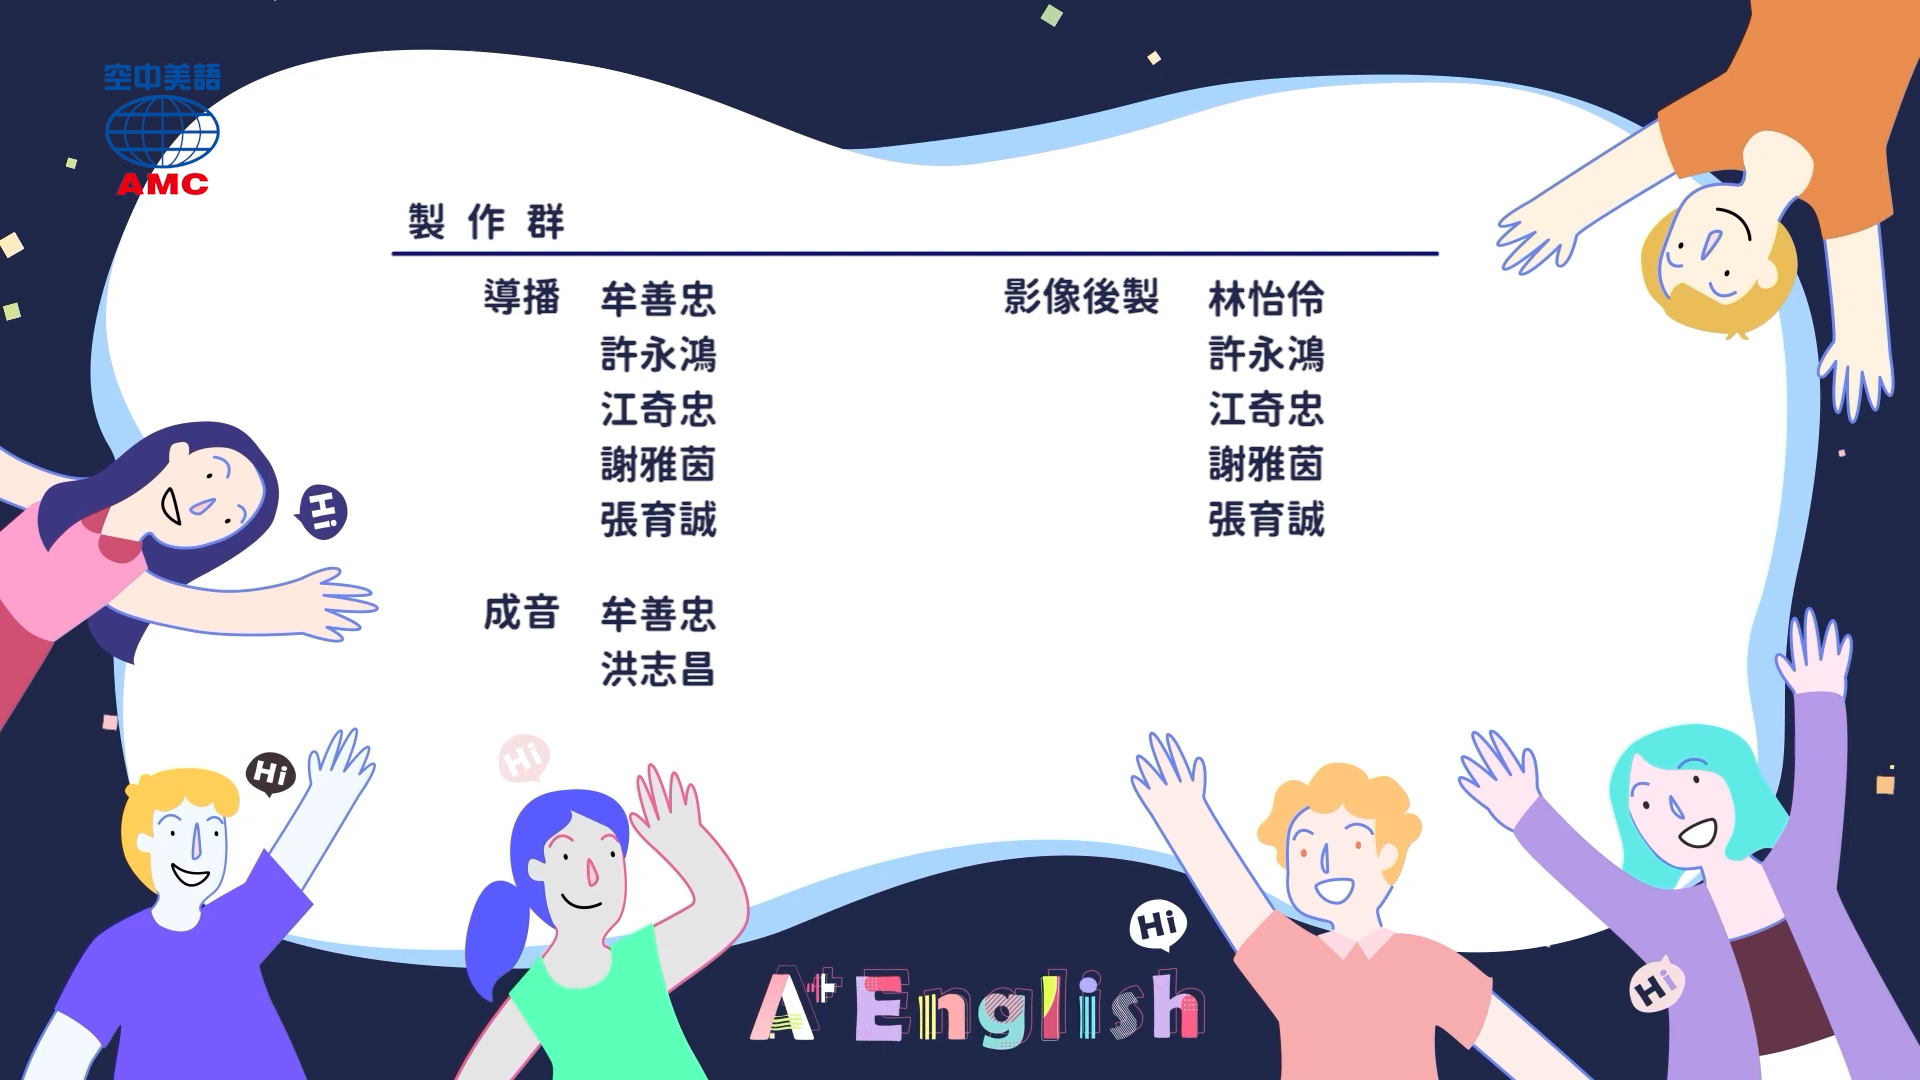 空中美語
AMC
製作群
導播 牟善忠
許永鴻
江奇忠
謝雅茵
張育誠
成音 牟善忠
洪志昌
影像後製 林怡伶
許永鴻
江奇忠
謝雅茵
張育誠
Hi
Hi
Hi
Hi
Hi
A+ English